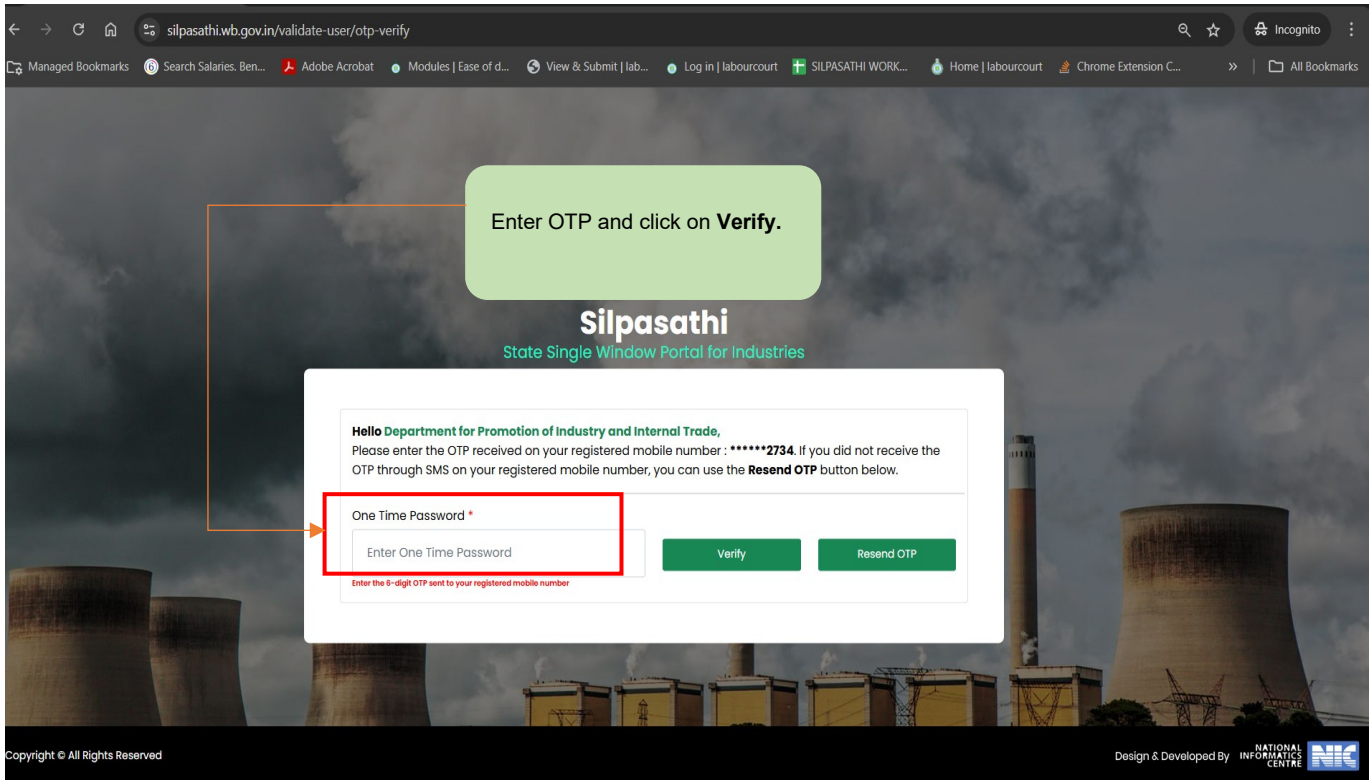 silpasathi.wb.gov.in/validate-user/otp-verify
Incognito
Managed Bookmarks
Search Salaries. Ben...
Adobe Acrobat
Modules | Ease of d...
View & Submit | lab...
Log in | labourcourt
SILPASATHI WORK...
Home | labourcourt
Chrome Extension C...
»
All Bookmarks
Enter OTP and click on Verify.
Silpasathi
State Single Window Portal for Industries
Hello Department for Promotion of Industry and Internal Trade,
Please enter the OTP received on your registered mobile number : ******2734. If you did not receive the
OTP through SMS on your registered mobile number, you can use the Resend OTP button below.
One Time Password *
Enter One Time Password
Verify
Resend OTP
Enter the 6-digit OTP sent to your registered mobile number
Copyright © All Rights Reserved
Design & Developed By
NATIONAL
INFORMATICS
CENTRE
NIC